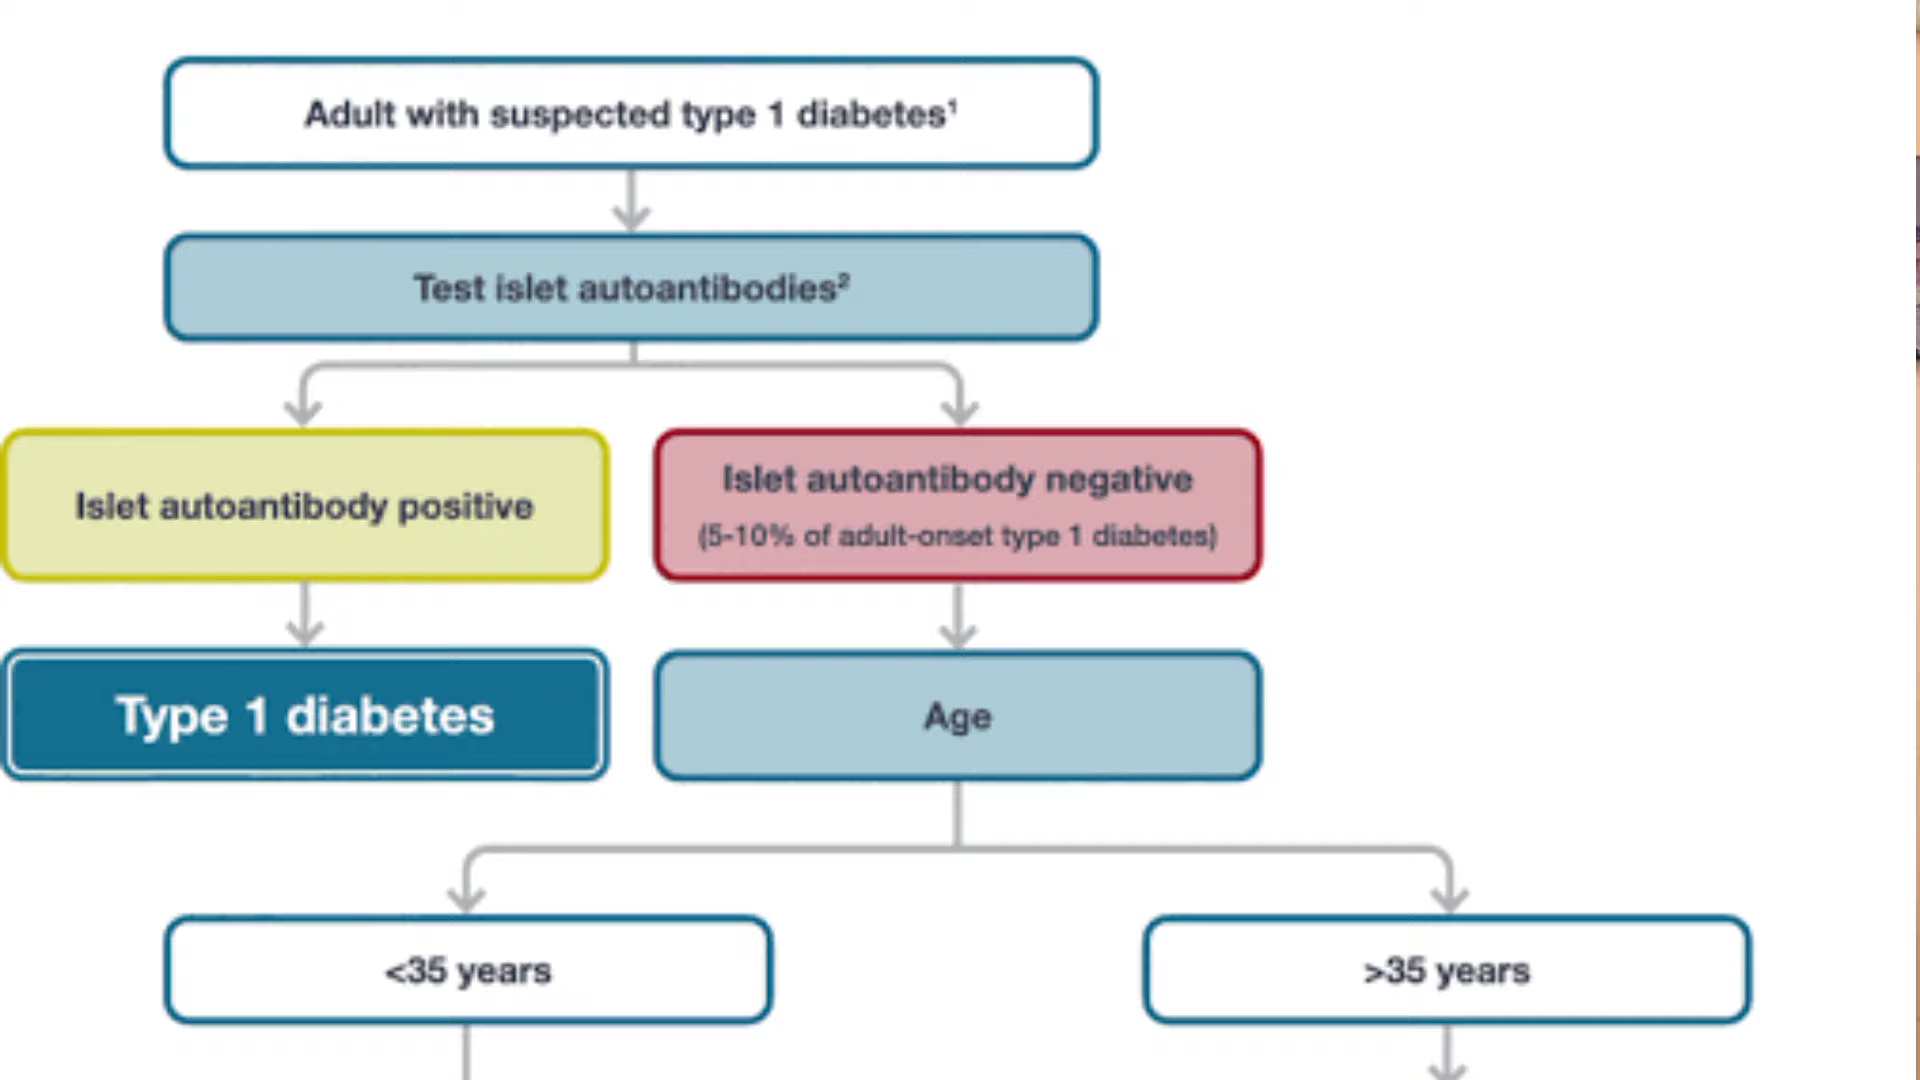 Adult with suspected type 1 diabetes¹
Test islet autoantibodies²
Islet autoantibody positive
Islet autoantibody negative
(5-10% of adult-onset type 1 diabetes)
Type 1 diabetes
Age
<35 years
>35 years